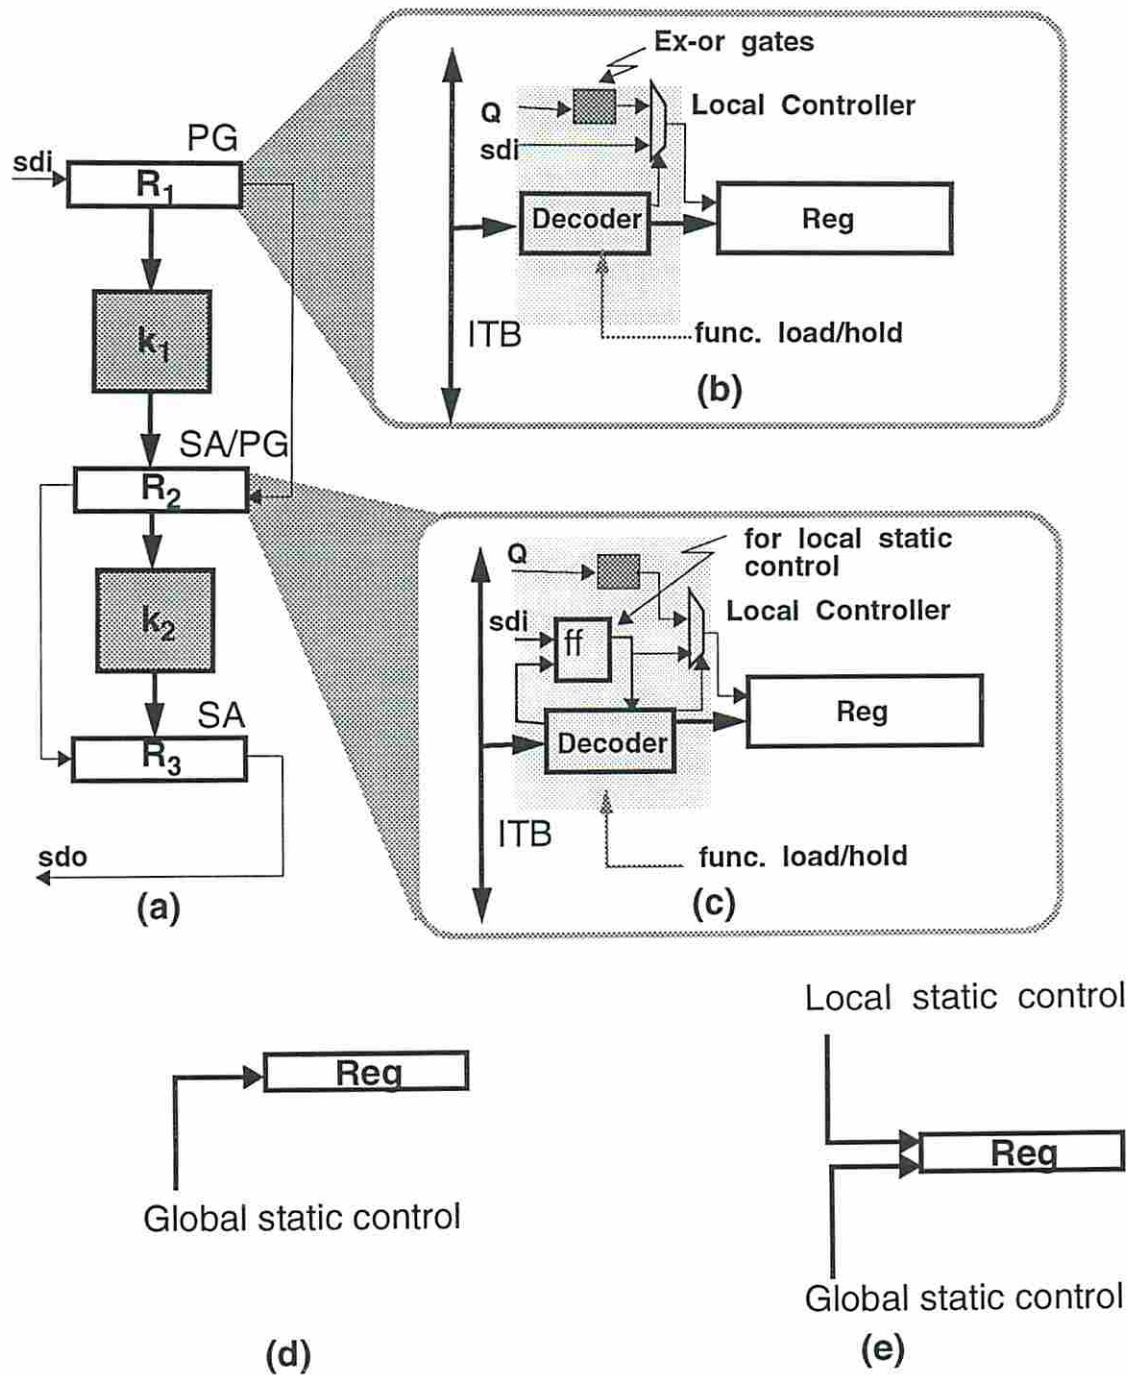 PG
sdi
R1
k1
SA/PG
R2
k2
SA
R3
sdo
(a)
Ex-or gates
Q
Local Controller
sdi
Decoder
Reg
ITB
func. load/hold
(b)
for local static
control
Q
Local Controller
sdi
ff
Reg
Decoder
ITB
func. load/hold
(c)
Reg
Global static control
(d)
Local static control
Reg
Global static control
(e)